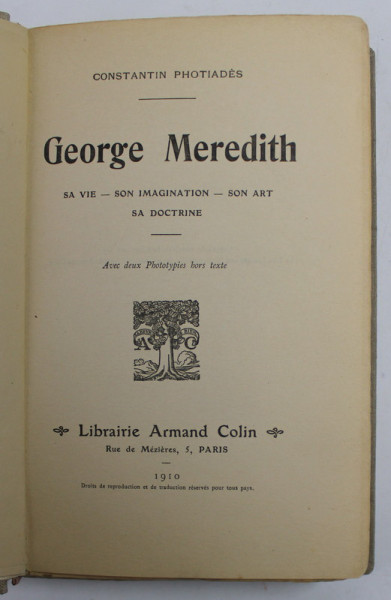 CONSTANTIN PHOTIADÈS
George Meredith
SA VIE — SON IMAGINATION — SON ART
SA DOCTRINE
Avec deux Phototypies hors texte
A C
Librairie Armand Colin
Rue de Mézières, 5, PARIS
1910
Droits de reproduction et de traduction réservés pour tous pays.